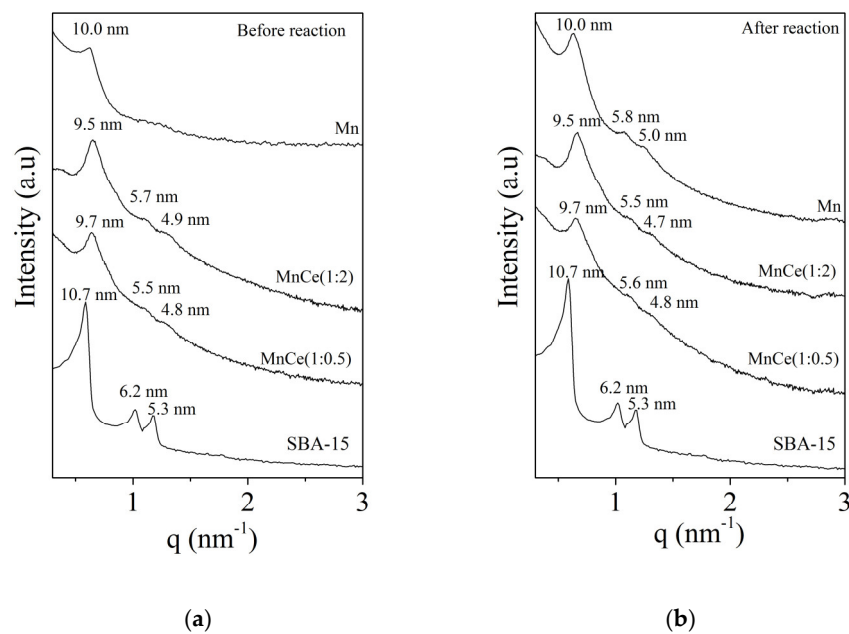 Before reaction
10.0 nm
Mn
9.5 nm
5.7 nm
4.9 nm
9.7 nm
MnCe(1:2)
5.5 nm
4.8 nm
10.7 nm
MnCe(1:0.5)
6.2 nm
5.3 nm
SBA-15
Intensity (a.u)
1
2
3
q (nm-1)
(a)
After reaction
10.0 nm
5.8 nm
5.0 nm
9.5 nm
Mn
5.5 nm
4.7 nm
9.7 nm
MnCe(1:2)
10.7 nm
5.6 nm
4.8 nm
MnCe(1:0.5)
6.2 nm
5.3 nm
SBA-15
Intensity (a.u)
1
2
3
q (nm-1)
(b)